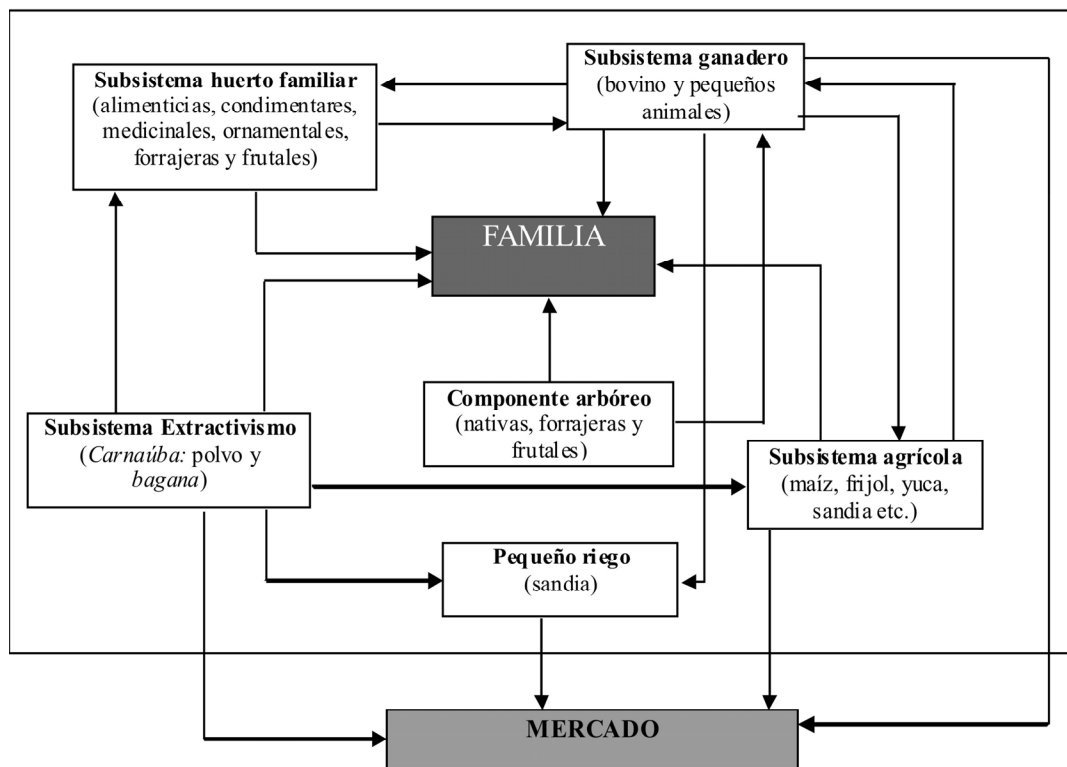 Subsistema huerto familiar
(alimenticias, condimentares,
medicinales, ornamentales,
forrajeras y frutales)
Subsistema ganadero
(bovino y pequeños
animales)
FAMILIA
Componente arbóreo
(nativas, forrajeras y
frutales)
Subsistema Extractivismo
(Carnaúba: polvo y
bagana)
Subsistema agrícola
(maíz, frijol, yuca,
sandia etc.)
Pequeño riego
(sandia)
MERCADO